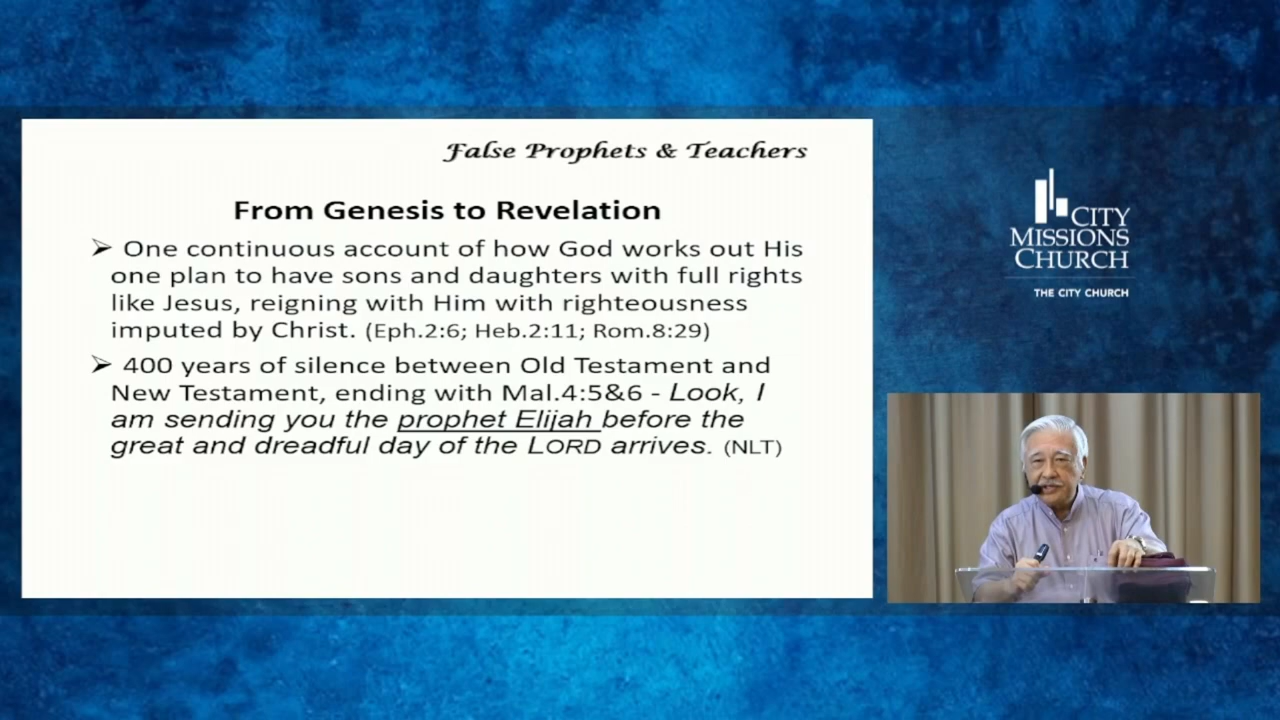 False Prophets & Teachers
From Genesis to Revelation
➢ One continuous account of how God works out His
one plan to have sons and daughters with full rights
like Jesus, reigning with Him with righteousness
imputed by Christ. (Eph.2:6; Heb.2:11; Rom.8:29)
➢ 400 years of silence between Old Testament and
New Testament, ending with Mal.4:5&6 - Look, I
am sending you the prophet Elijah before the
great and dreadful day of the LORD arrives. (NLT)
CITY
MISSIONS
CHURCH
THE CITY CHURCH